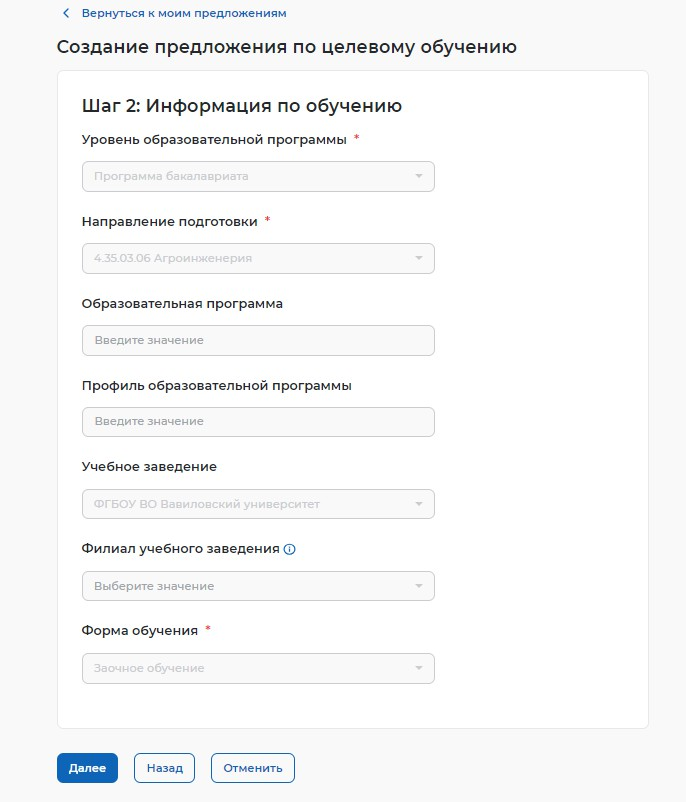 Вернуться к моим предложениям
Создание предложения по целевому обучению
Шаг 2: Информация по обучению
Уровень образовательной программы *
Программа бакалавриата
Направление подготовки *
4.35.03.06 Агроинженерия
Образовательная программа
Введите значение
Профиль образовательной программы
Введите значение
Учебное заведение
ФГБОУ ВО Вавиловский университет
Филиал учебного заведения
Выберите значение
Форма обучения *
Заочное обучение
Далее Назад Отменить